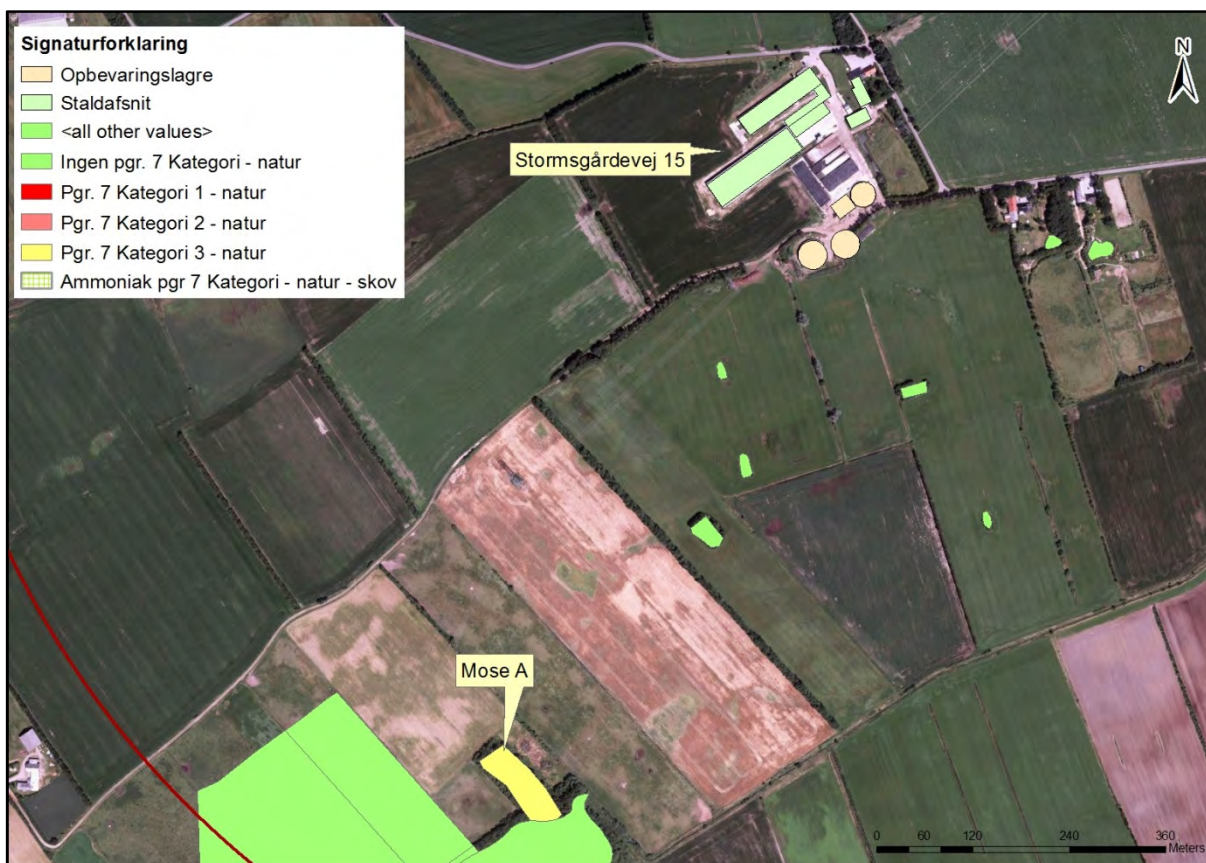 Signaturforklaring
Opbevaringslagre
Staldafsnit
<all other values>
Ingen pgr. 7 Kategori - natur
Pgr. 7 Kategori 1 - natur
Pgr. 7 Kategori 2 - natur
Pgr. 7 Kategori 3 - natur
Ammoniak pgr 7 Kategori - natur - skov
N
Stormsgårdevej 15
Mose A
0 60 120 240 360
Meters